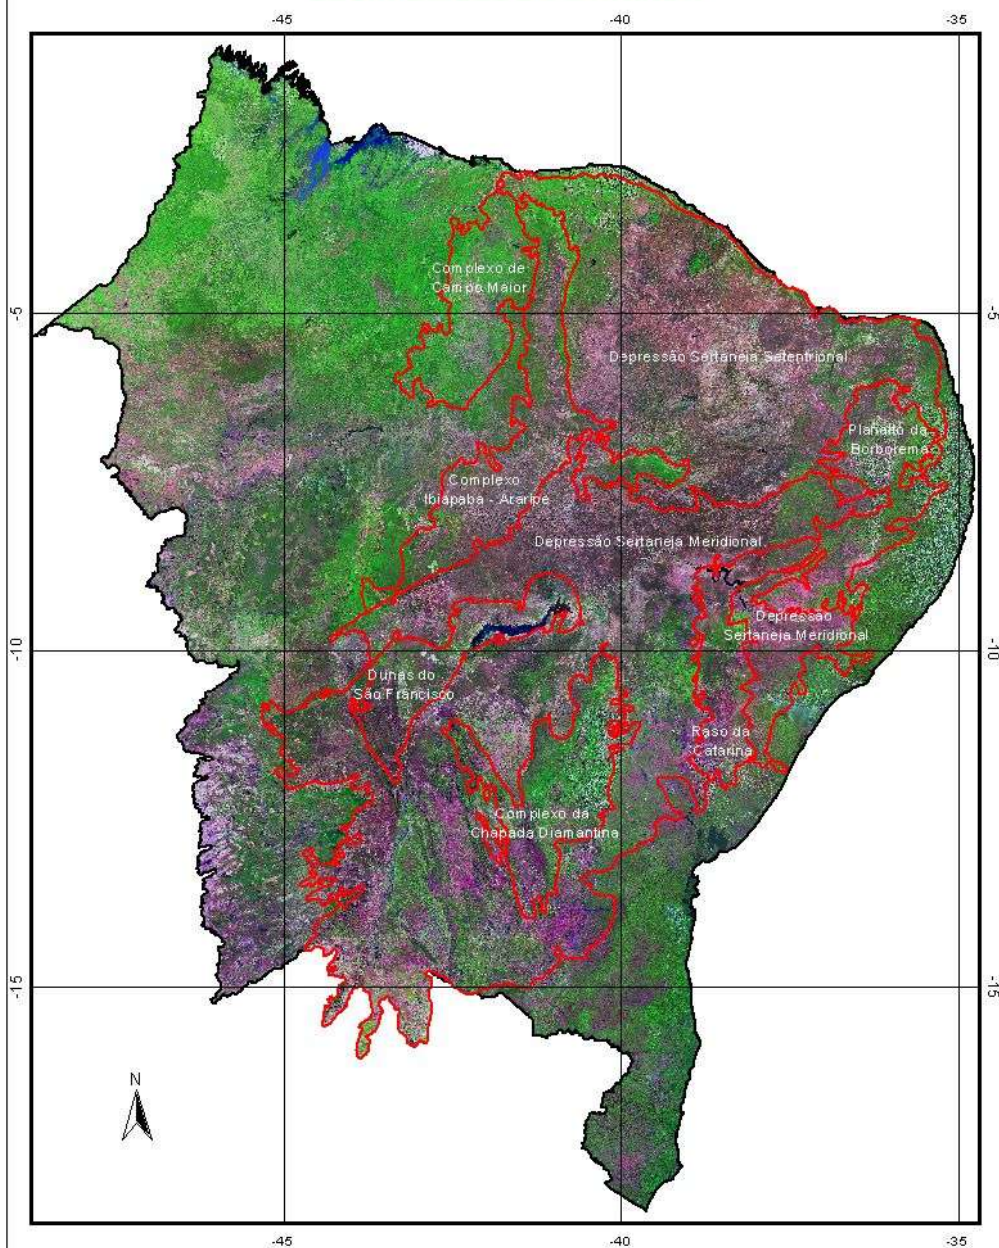 -45 -40 -35
Complexo de
Campo Maior
-5 -5
Depressão Sertaneja Setentrional
Planalto da
Borborema
Complexo
Ibiapaba - Araripe
Depressão Sertaneja Meridional
Depressão
Sertaneja Meridional
-10 -10
Dunas do
São Francisco
Raso da
Catarina
Complexo da
Chapada Diamantina
-15 -15
N
-45 -40 -35